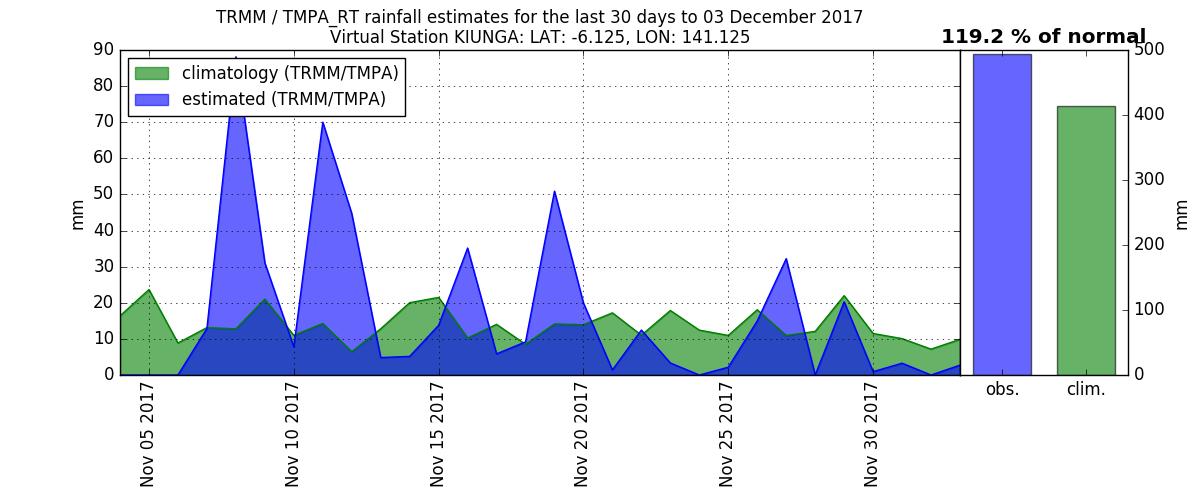 TRMM / TMPA_RT rainfall estimates for the last 30 days to 03 December 2017
Virtual Station KIUNGA: LAT: -6.125, LON: 141.125
119.2 % of normal
climatology (TRMM/TMPA)
estimated (TRMM/TMPA)
90
80
70
60
50
40
30
20
10
0
mm
Nov 05 2017
Nov 10 2017
Nov 15 2017
Nov 20 2017
Nov 25 2017
Nov 30 2017
500
400
300
200
100
0
mm
obs.
clim.